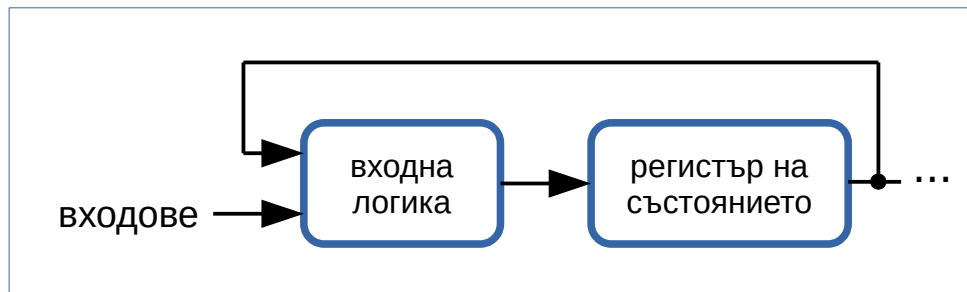 входна
логика
регистър на
състоянието
...
входове